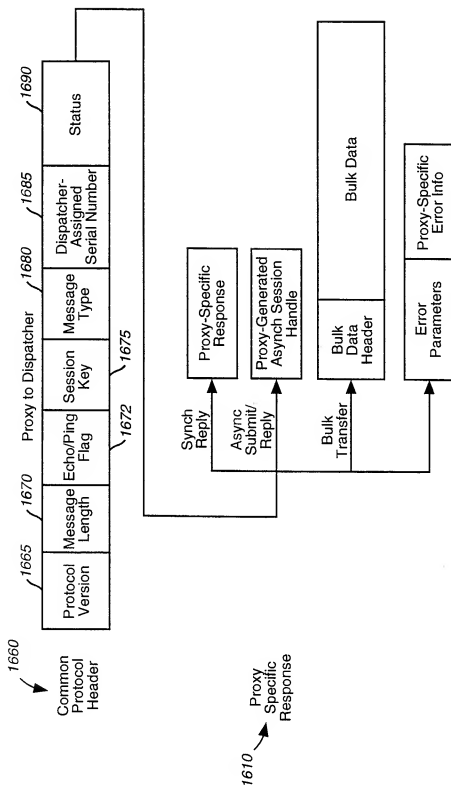 1660
Common
Protocol
Header
Proxy to Dispatcher
1665
1670
1680
1685
1690
Protocol
Version
Message
Length
Echo/Ping
Flag
Session
Key
Message
Type
Dispatcher-
Assigned
Serial Number
Status
1672
1675
1610
Proxy
Specific
Response
Synch
Reply
Proxy-Specific
Response
Async
Submit/
Reply
Proxy-Generated
Asynch Session
Handle
Bulk
Transfer
Bulk
Data
Header
Bulk Data
Error
Parameters
Proxy-Specific
Error Info